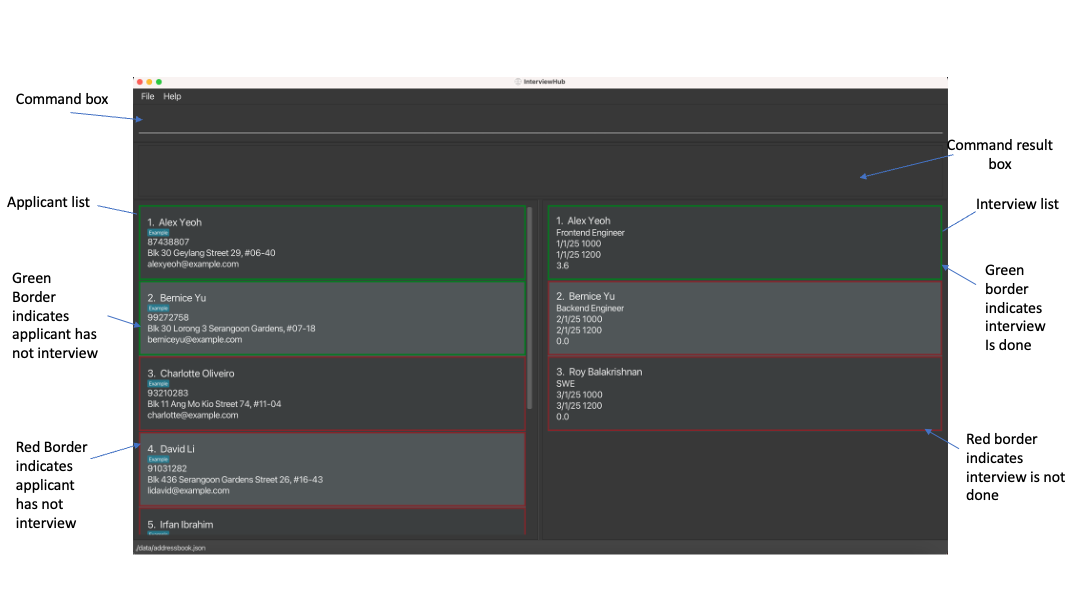 InterviewHub
Command box
File Help
Command result
box
Applicant list
Interview list
1. Alex Yeoh
Example
87438807
Blk 30 Geylang Street 29, #06-40
alexyeoh@example.com
1. Alex Yeoh
Frontend Engineer
1/1/25 1000
1/1/25 1200
3.6
Green
Border
indicates
applicant has
not interview
Green
border
indicates
interview
Is done
2. Bernice Yu
Example
99272758
Blk 30 Lorong 3 Serangoon Gardens, #07-18
berniceyu@example.com
2. Bernice Yu
Backend Engineer
2/1/25 1000
2/1/25 1200
0.0
3. Charlotte Oliveiro
Example
93210283
Blk 11 Ang Mo Kio Street 74, #11-04
charlotte@example.com
3. Roy Balakrishnan
SWE
3/1/25 1000
3/1/25 1200
0.0
Red Border
indicates
applicant
has not
interview
Red border
indicates
interview is not
done
4. David Li
Example
91031282
Blk 436 Serangoon Gardens Street 26, #16-43
lidavid@example.com
5. Irfan Ibrahim
Example
/data/addressbook.json